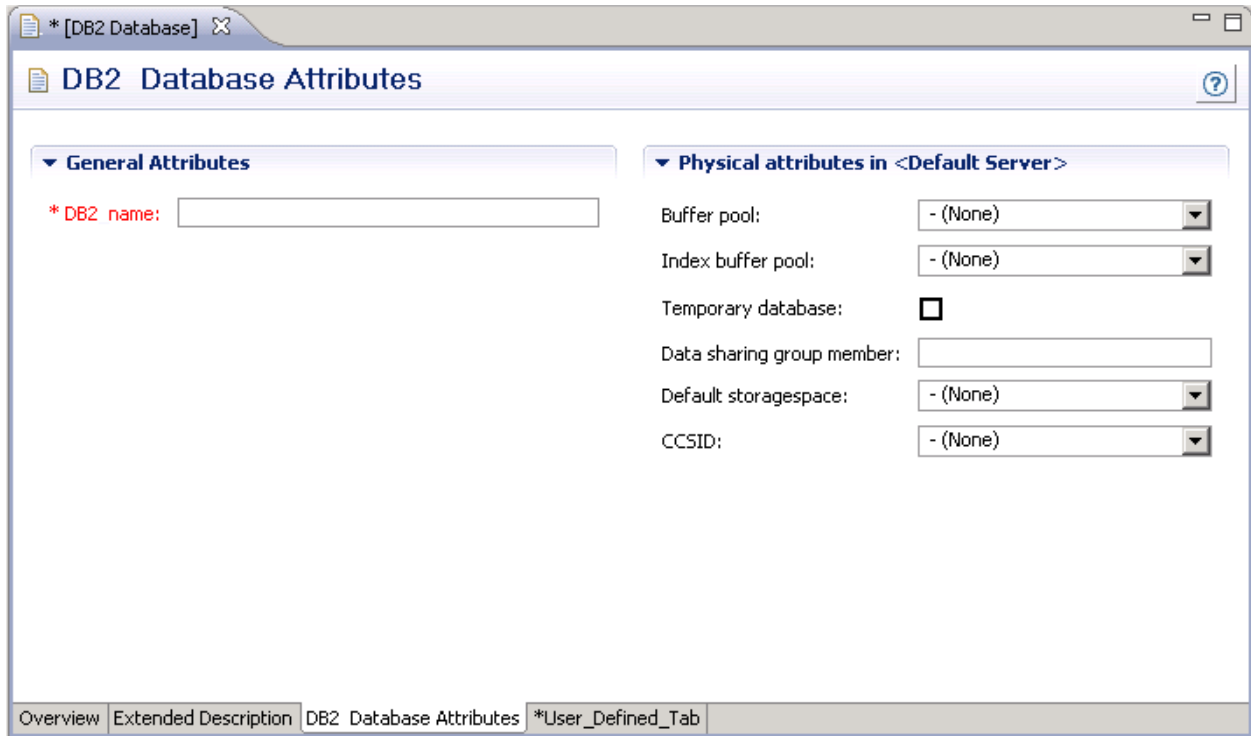 * [DB2 Database]
DB2 Database Attributes
General Attributes
* DB2 name:
Physical attributes in <Default Server>
Buffer pool: - (None)
Index buffer pool: - (None)
Temporary database:
Data sharing group member:
Default storagespace: - (None)
CCSID: - (None)
Overview Extended Description DB2 Database Attributes *User_Defined_Tab